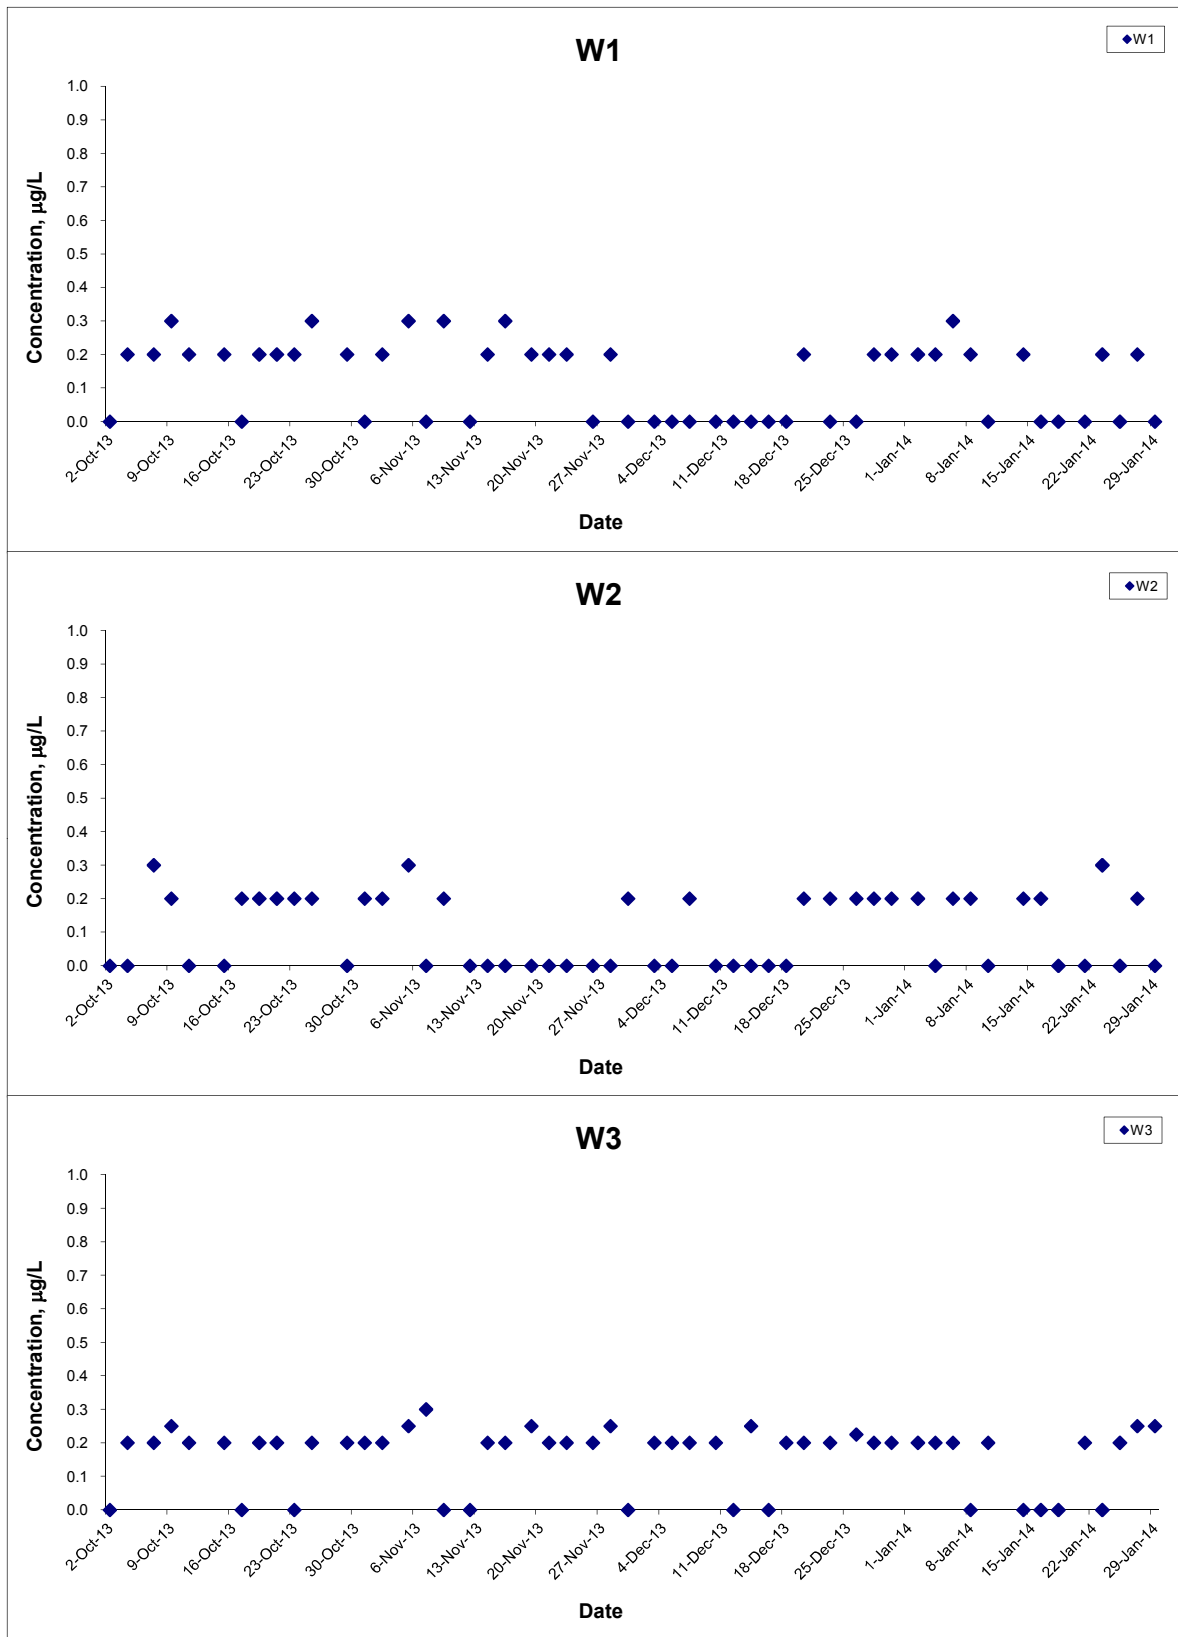 W1
W1
1.0
0.9
0.8
0.7
0.6
0.5
0.4
0.3
0.2
0.1
0.0
Concentration, µg/L
2-Oct-13
9-Oct-13
16-Oct-13
23-Oct-13
30-Oct-13
6-Nov-13
13-Nov-13
20-Nov-13
27-Nov-13
4-Dec-13
11-Dec-13
18-Dec-13
25-Dec-13
1-Jan-14
8-Jan-14
15-Jan-14
22-Jan-14
29-Jan-14
Date
W2
W2
1.0
0.9
0.8
0.7
0.6
0.5
0.4
0.3
0.2
0.1
0.0
Concentration, µg/L
2-Oct-13
9-Oct-13
16-Oct-13
23-Oct-13
30-Oct-13
6-Nov-13
13-Nov-13
20-Nov-13
27-Nov-13
4-Dec-13
11-Dec-13
18-Dec-13
25-Dec-13
1-Jan-14
8-Jan-14
15-Jan-14
22-Jan-14
29-Jan-14
Date
W3
W3
1.0
0.9
0.8
0.7
0.6
0.5
0.4
0.3
0.2
0.1
0.0
Concentration, µg/L
2-Oct-13
9-Oct-13
16-Oct-13
23-Oct-13
30-Oct-13
6-Nov-13
13-Nov-13
20-Nov-13
27-Nov-13
4-Dec-13
11-Dec-13
18-Dec-13
25-Dec-13
1-Jan-14
8-Jan-14
15-Jan-14
22-Jan-14
29-Jan-14
Date